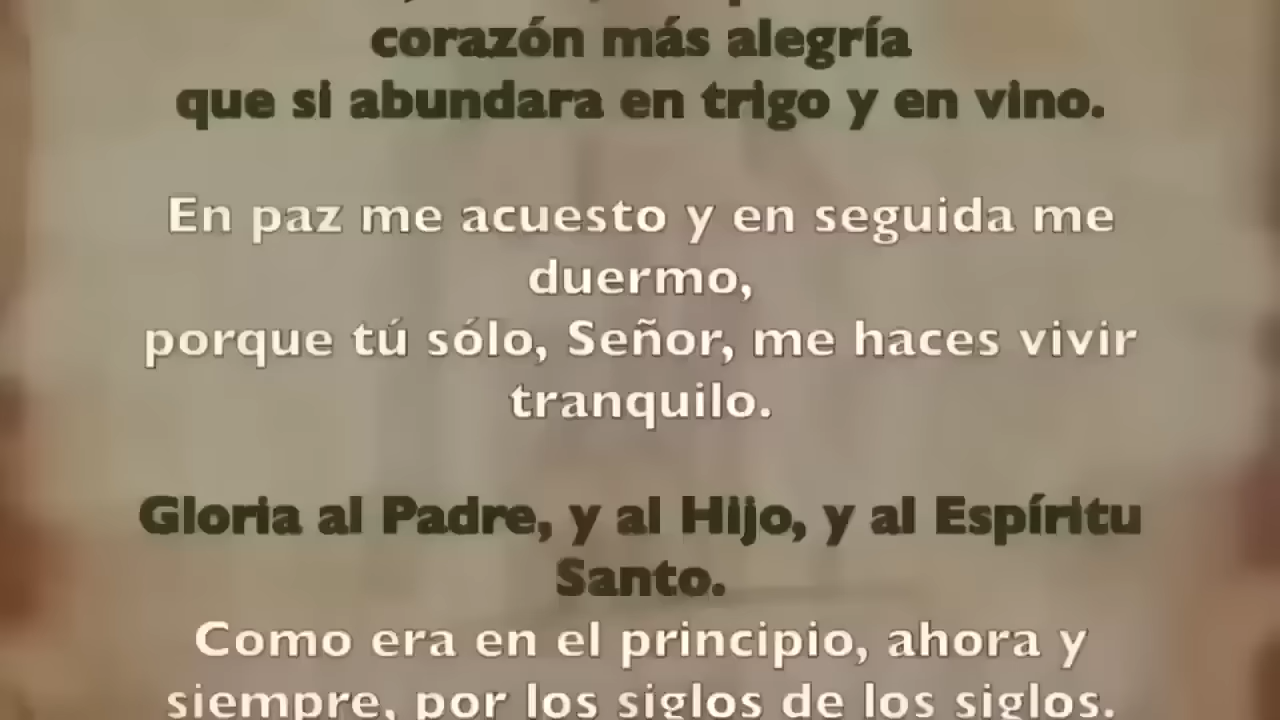 corazón más alegría
que si abundara en trigo y en vino.
En paz me acuesto y en seguida me
duermo,
porque tú sólo, Señor, me haces vivir
tranquilo.
Gloria al Padre, y al Hijo, y al Espíritu
Santo.
Como era en el principio, ahora y
siempre, por los siglos de los siglos.